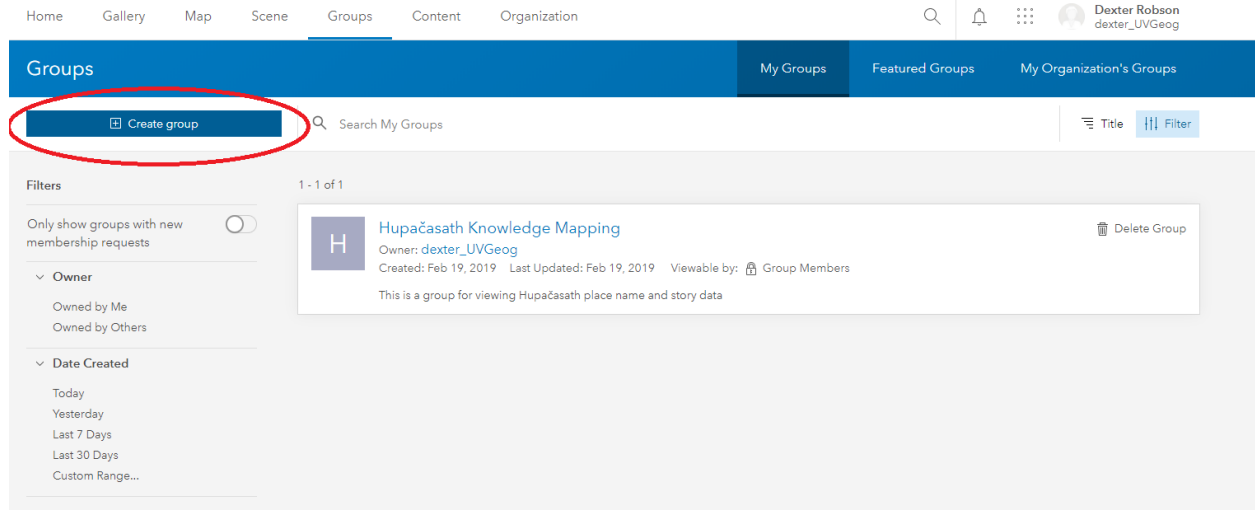 Home Gallery Map Scene Groups Content Organization
Dexter Robson
dexter_UVGeog
Groups My Groups Featured Groups My Organization's Groups
Create group Search My Groups Title Filter
Filters 1 - 1 of 1
Only show groups with new
membership requests
Owner
Owned by Me
Owned by Others
Date Created
Today
Yesterday
Last 7 Days
Last 30 Days
Custom Range...
H
Hupačasath Knowledge Mapping Delete Group
Owner: dexter_UVGeog
Created: Feb 19, 2019 Last Updated: Feb 19, 2019 Viewable by: Group Members
This is a group for viewing Hupačasath place name and story data